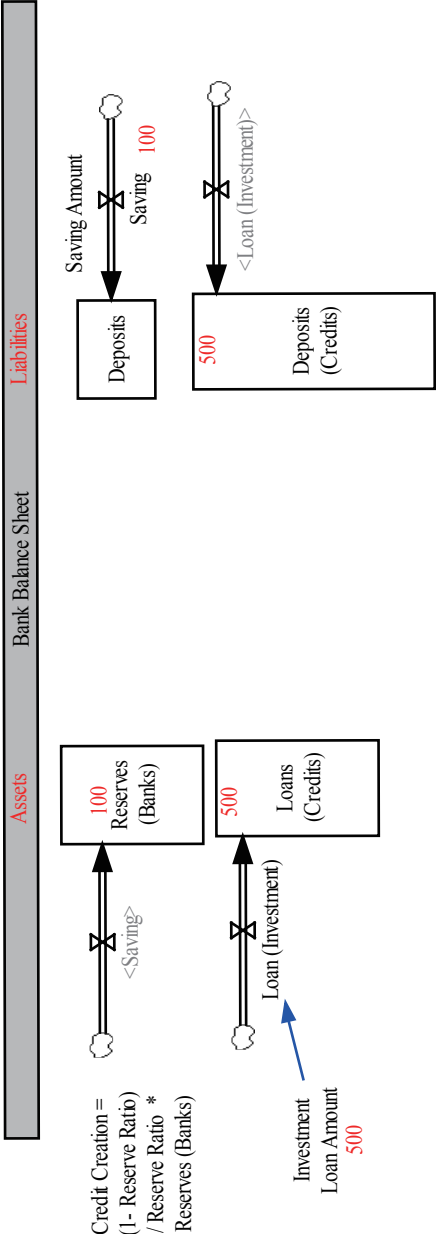 Assets Bank Balance Sheet Liabilities
Credit Creation =
(1- Reserve Ratio)
/ Reserve Ratio *
Reserves (Banks)
<Saving>
100
Reserves
(Banks)
Deposits
Saving Amount
Saving
100
Investment
Loan Amount
500
Loan (Investment)
500
Loans
(Credits)
500
Deposits
(Credits)
<Loan (Investment)>